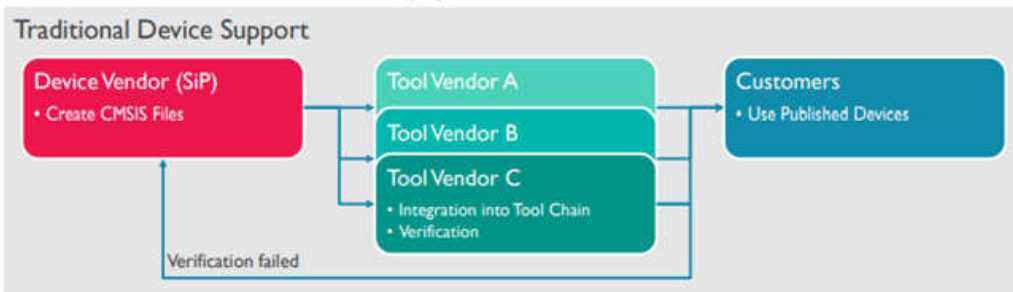 Traditional Device Support
Device Vendor (SiP)
• Create CMSIS Files
Tool Vendor A
Tool Vendor B
Tool Vendor C
• Integration into Tool Chain
• Verification
Customers
• Use Published Devices
Verification failed